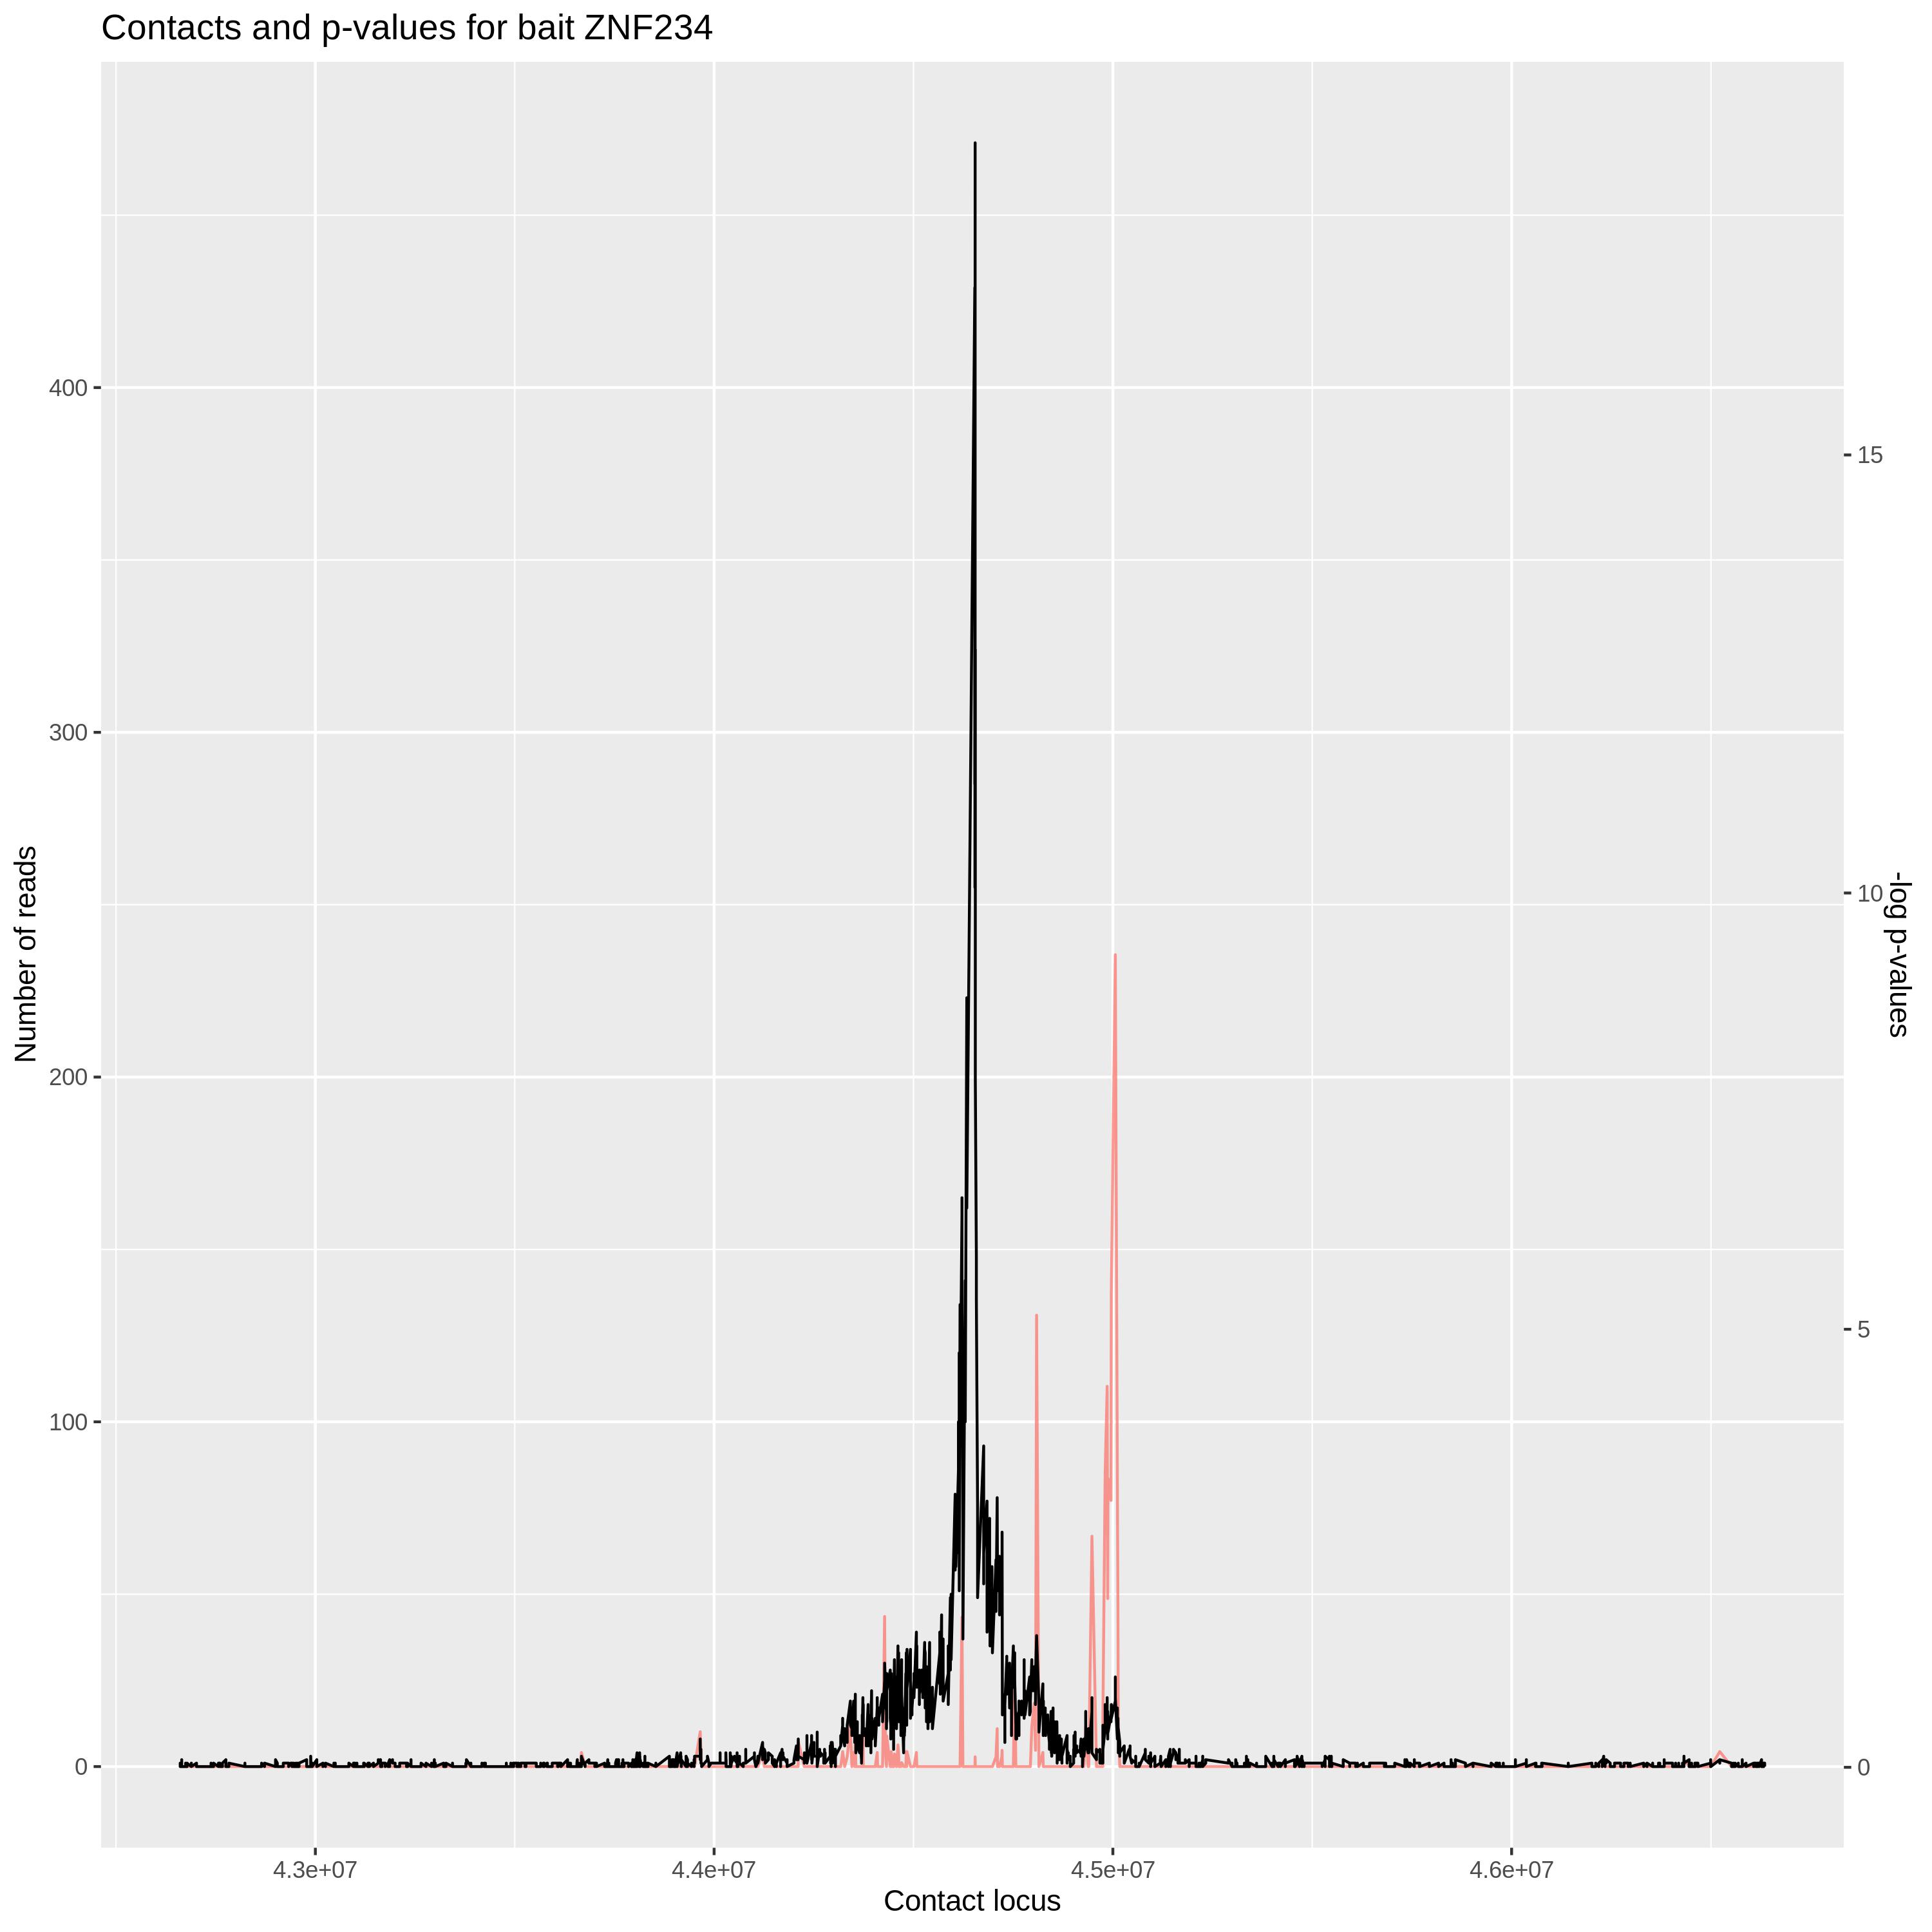 Contacts and p-values for bait ZNF234
Number of reads
400
300
200
100
0
15
10
5
0
-log p-values
4.3e+07 4.4e+07 4.5e+07 4.6e+07
Contact locus